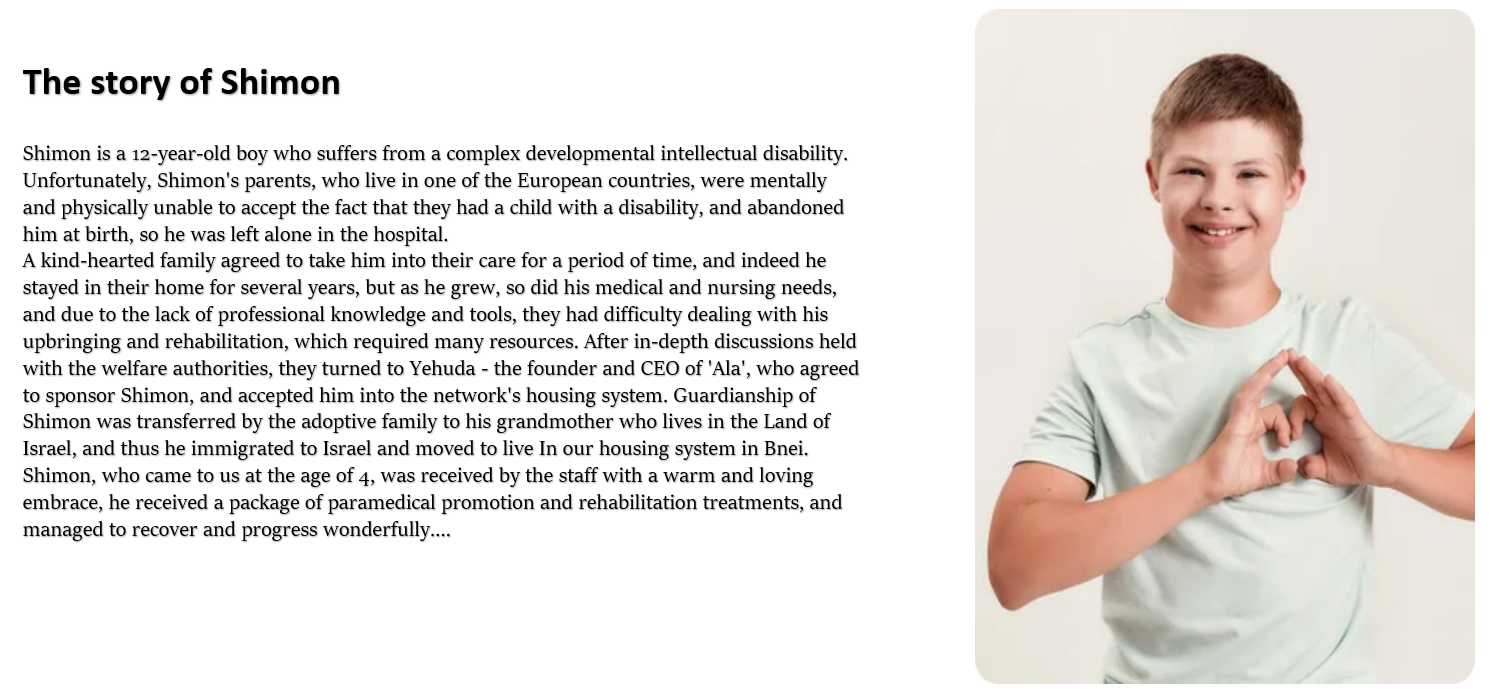 The story of Shimon
Shimon is a 12-year-old boy who suffers from a complex developmental intellectual disability.
Unfortunately, Shimon's parents, who live in one of the European countries, were mentally
and physically unable to accept the fact that they had a child with a disability, and abandoned
him at birth, so he was left alone in the hospital.
A kind-hearted family agreed to take him into their care for a period of time, and indeed he
stayed in their home for several years, but as he grew, so did his medical and nursing needs,
and due to the lack of professional knowledge and tools, they had difficulty dealing with his
upbringing and rehabilitation, which required many resources. After in-depth discussions held
with the welfare authorities, they turned to Yehuda - the founder and CEO of 'Ala', who agreed
to sponsor Shimon, and accepted him into the network's housing system. Guardianship of
Shimon was transferred by the adoptive family to his grandmother who lives in the Land of
Israel, and thus he immigrated to Israel and moved to live In our housing system in Bnei.
Shimon, who came to us at the age of 4, was received by the staff with a warm and loving
embrace, he received a package of paramedical promotion and rehabilitation treatments, and
managed to recover and progress wonderfully....